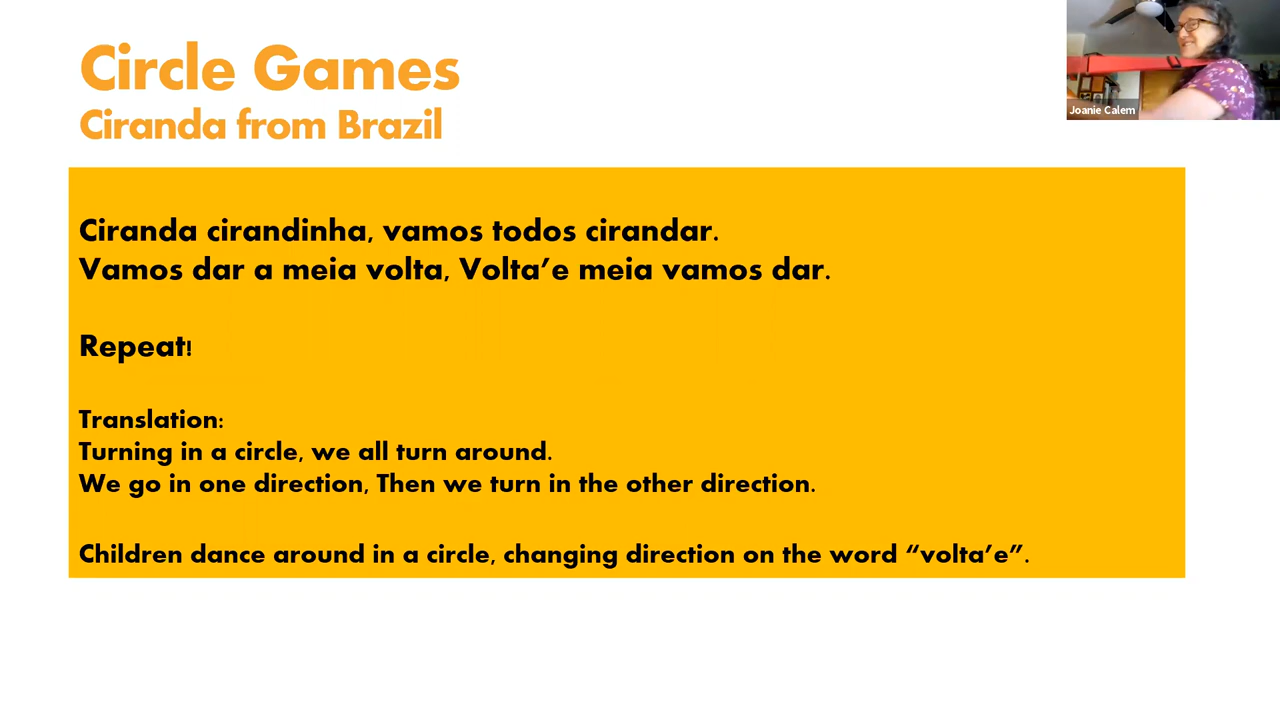 Circle Games
Ciranda from Brazil
Joanie Calem
Ciranda cirandinha, vamos todos cirandar.
Vamos dar a meia volta, Volta’e meia vamos dar.
Repeat!
Translation:
Turning in a circle, we all turn around.
We go in one direction, Then we turn in the other direction.
Children dance around in a circle, changing direction on the word “volta’e”.